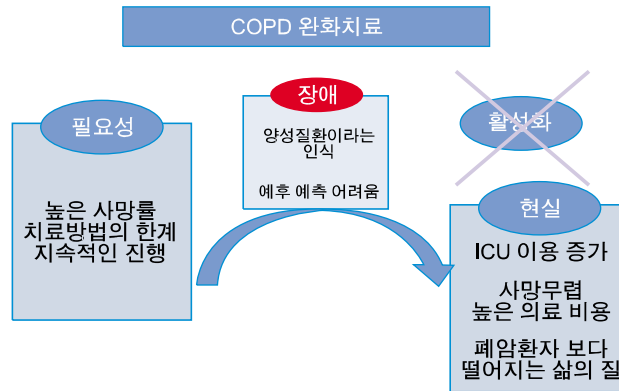 COPD 완화치료
필요성
높은 사망률
치료방법의 한계
지속적인 진행
장애
양성질환이라는
인식
예후 예측 어려움
활성화
현실
ICU 이용 증가
사망무렵
높은 의료 비용
폐암환자 보다
떨어지는 삶의 질